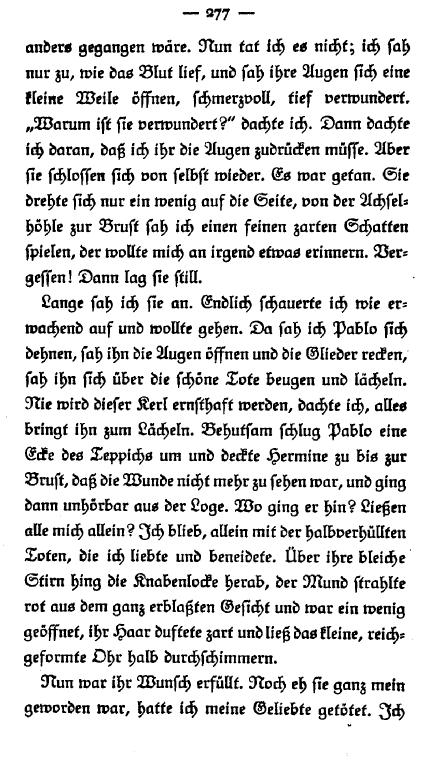 — 277 —
anders gegangen wäre. Nun tat ich es nicht; ich sah
nur zu, wie das Blut lief, und sah ihre Augen sich eine
kleine Weile öffnen, schmerzvoll, tief verwundert.
„Warum ist sie verwundert?“ dachte ich. Dann dachte
ich daran, daß ich ihr die Augen zudrücken müsse. Aber
sie schlossen sich von selbst wieder. Es war getan. Sie
drehte sich nur ein wenig auf die Seite, von der Achsel-
höhle zur Brust sah ich einen feinen zarten Schatten
spielen, der wollte mich an irgend etwas erinnern. Ver-
gessen! Dann lag sie still.
Lange sah ich sie an. Endlich schauerte ich wie er-
wachend auf und wollte gehen. Da sah ich Pablo sich
dehnen, sah ihn die Augen öffnen und die Glieder recken,
sah ihn sich über die schöne Tote beugen und lächeln.
Nie wird dieser Kerl ernsthaft werden, dachte ich, alles
bringt ihn zum Lächeln. Behutsam schlug Pablo eine
Ecke des Teppichs um und deckte Hermine zu bis zur
Brust, daß die Wunde nicht mehr zu sehen war, und ging
dann unhörbar aus der Loge. Wo ging er hin? Ließen
alle mich allein? Ich blieb, allein mit der halbverhüllten
Toten, die ich liebte und beneidete. Über ihre bleiche
Stirn hing die Knabenlocke herab, der Mund strahlte
rot aus dem ganz erblaßten Gesicht und war ein wenig
geöffnet, ihr Haar duftete zart und ließ das kleine, reich-
geformte Ohr halb durchschimmern.
Nun war ihr Wunsch erfüllt. Noch eh sie ganz mein
geworden war, hatte ich meine Geliebte getötet. Ich